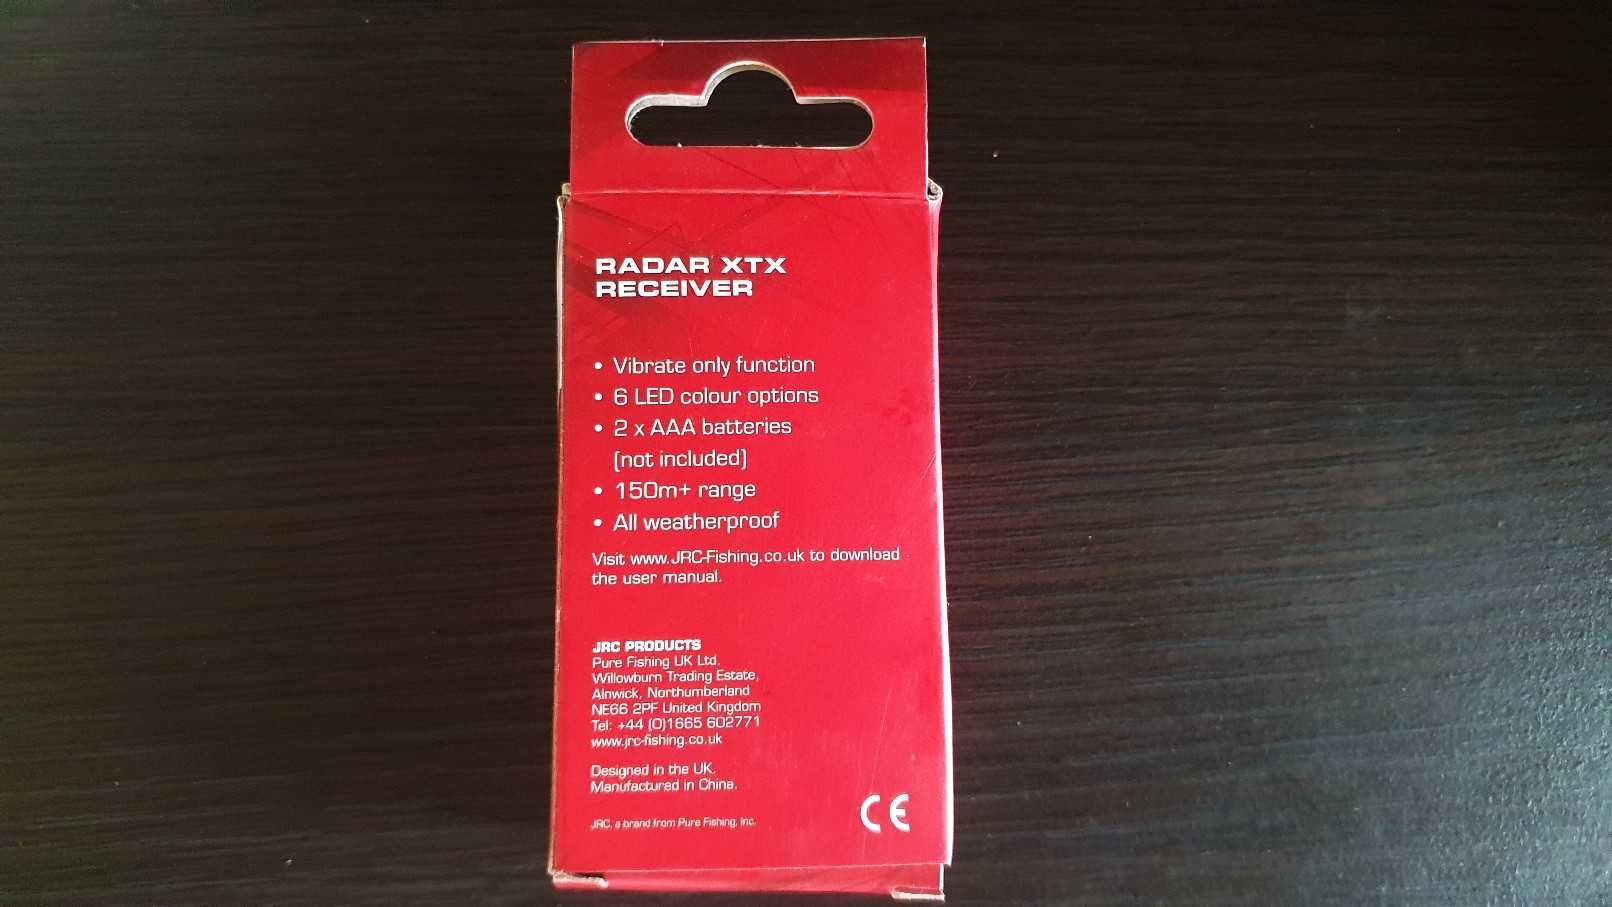 RADAR XTX
RECEIVER
• Vibrate only function
• 6 LED colour options
• 2 x AAA batteries
(not included)
• 150m+ range
• All weatherproof
Visit www.JRC-Fishing.co.uk to download
the user manual.
JRC PRODUCTS
Pure Fishing UK Ltd.
Willowburn Trading Estate,
Alnwick, Northumberland
NE66 2PF United Kingdom
Tel: +44 (0)1665 602771
www.jrc-fishing.co.uk
Designed in the UK.
Manufactured in China.
JRC, a brand from Pure Fishing, Inc.
CE